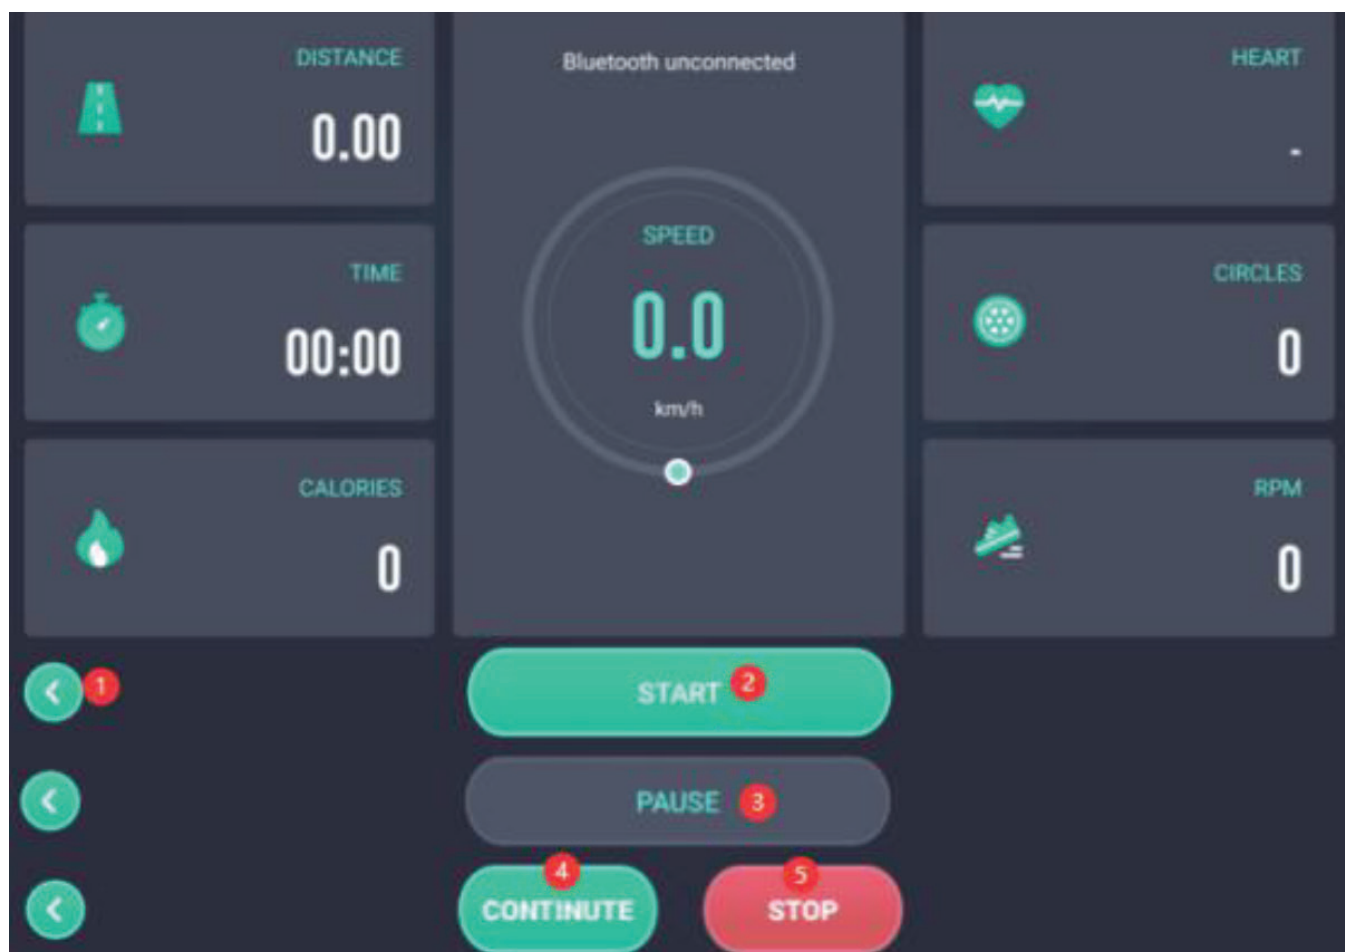 DISTANCE
0.00
Bluetooth unconnected
HEART
-
SPEED
0.0
km/h
TIME
00:00
CIRCLES
0
CALORIES
0
RPM
0
1
START 2
PAUSE 3
4
5
CONTINUTE
STOP